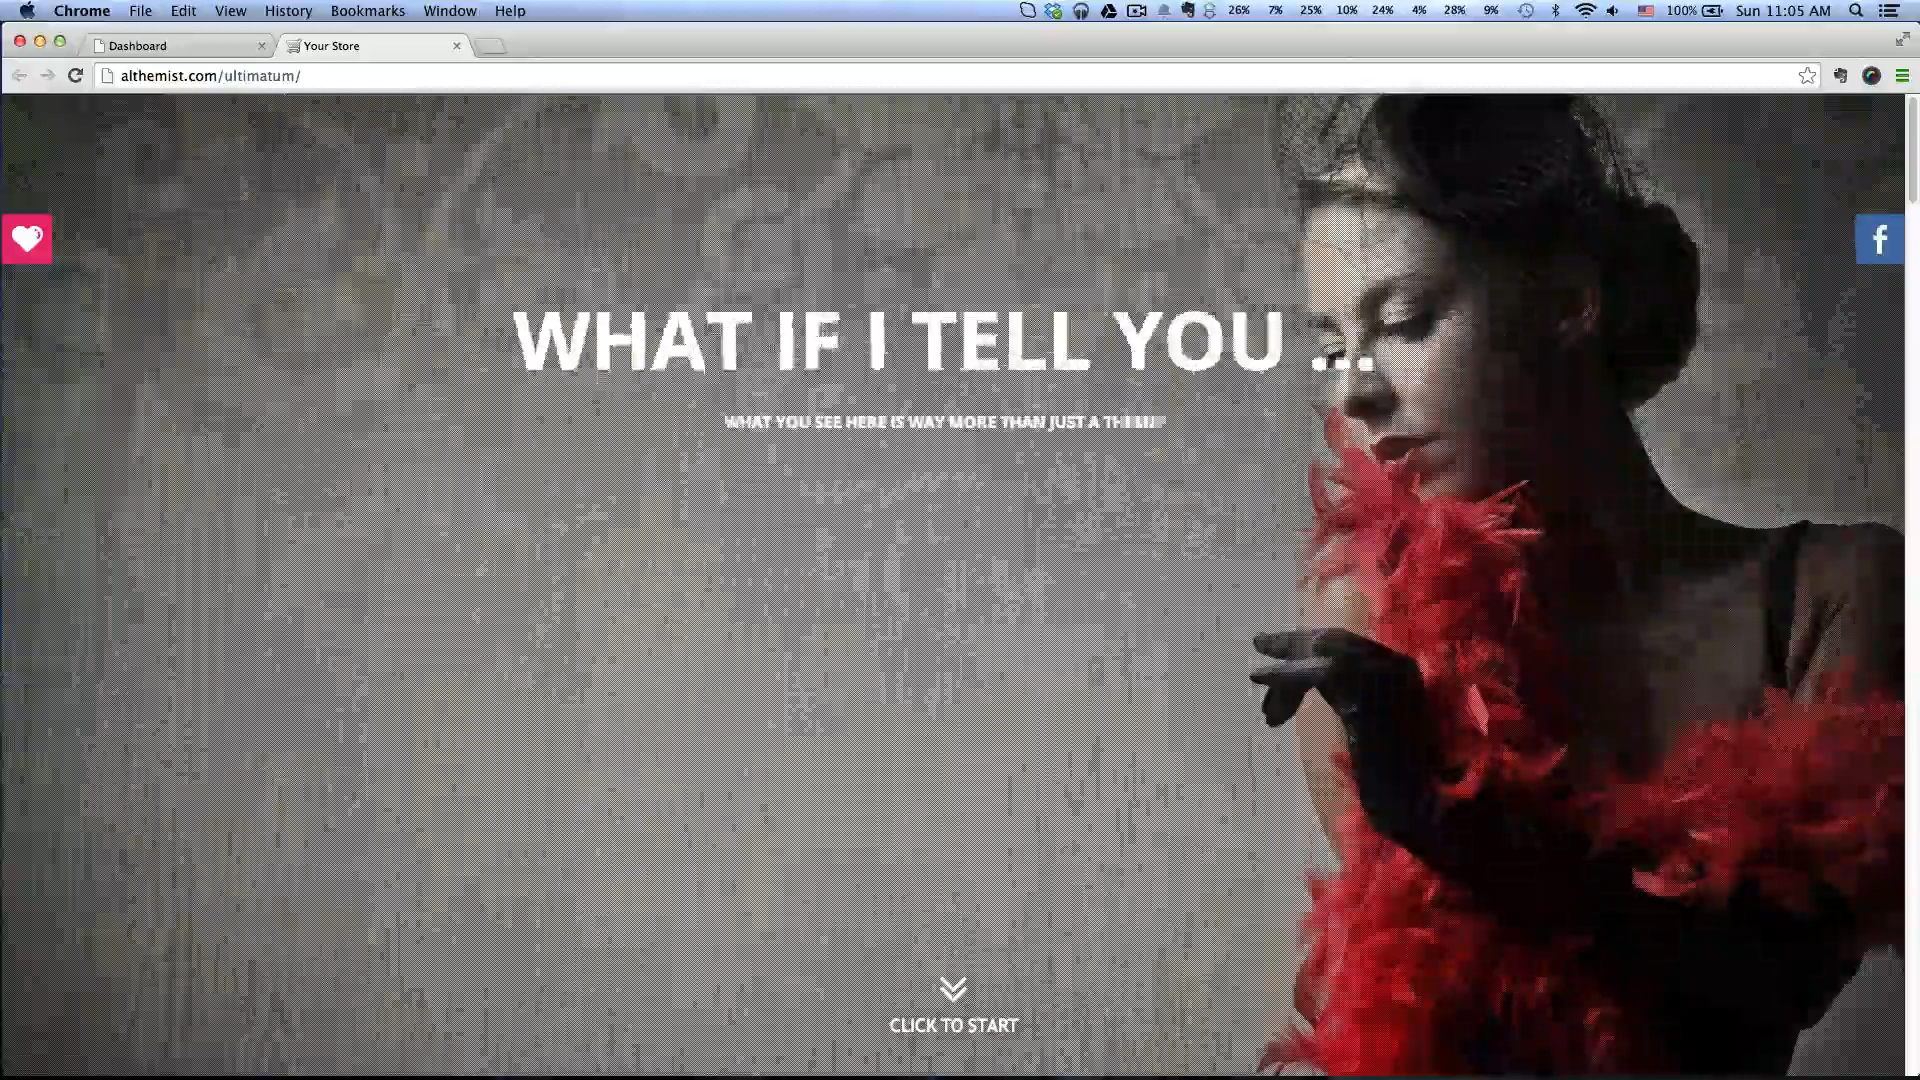 Chrome File Edit View History Bookmarks Window Help 26% 7% 25% 10% 24% 4% 28% 9% 100% Sun 11:05 AM
Dashboard Your Store
althemist.com/ultimatum/
f
WHAT IF I TELL YOU ...
WHAT YOU SEE HERE IS WAY MORE THAN JUST A
CLICK TO START